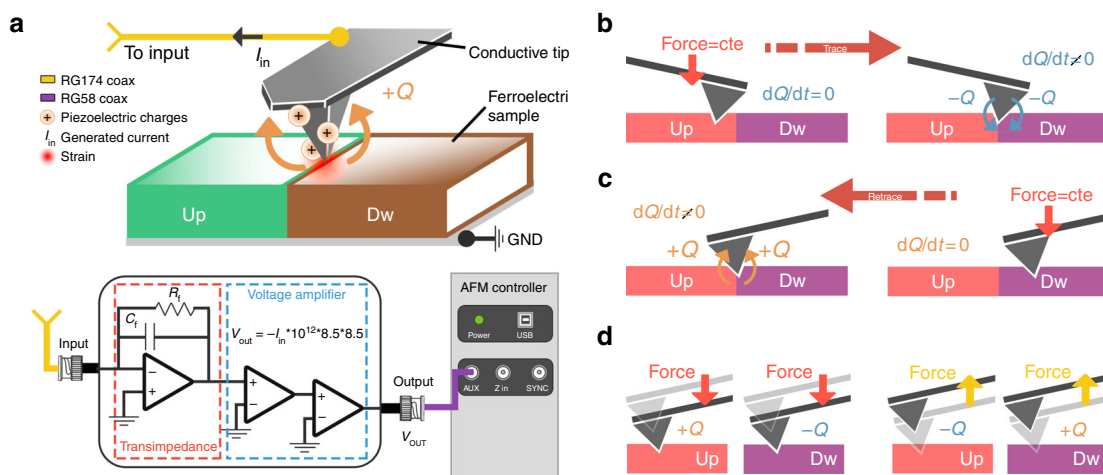 a
To input
I_in
Conductive tip
RG174 coax
RG58 coax
Piezoelectric charges
I_in Generated current
Strain
+Q
Ferroelectri
sample
+
+
+
+
Up
Dw
GND
R_f
C_f
Input
−
+
Transimpedance
Voltage amplifier
V_out = −I_in*10^12*8.5*8.5
+
−
+
−
Output
V_OUT
AFM controller
Power
USB
AUX
Z in
SYNC
b
Force=cte
Trace
dQ/dt=0
dQ/dt≠0
−Q
−Q
Up
Dw
Up
Dw
c
dQ/dt≠0
Retrace
Force=cte
+Q
+Q
dQ/dt=0
Up
Dw
Up
Dw
d
Force
Force
Force
Force
+Q
−Q
−Q
+Q
Up
Dw
Up
Dw